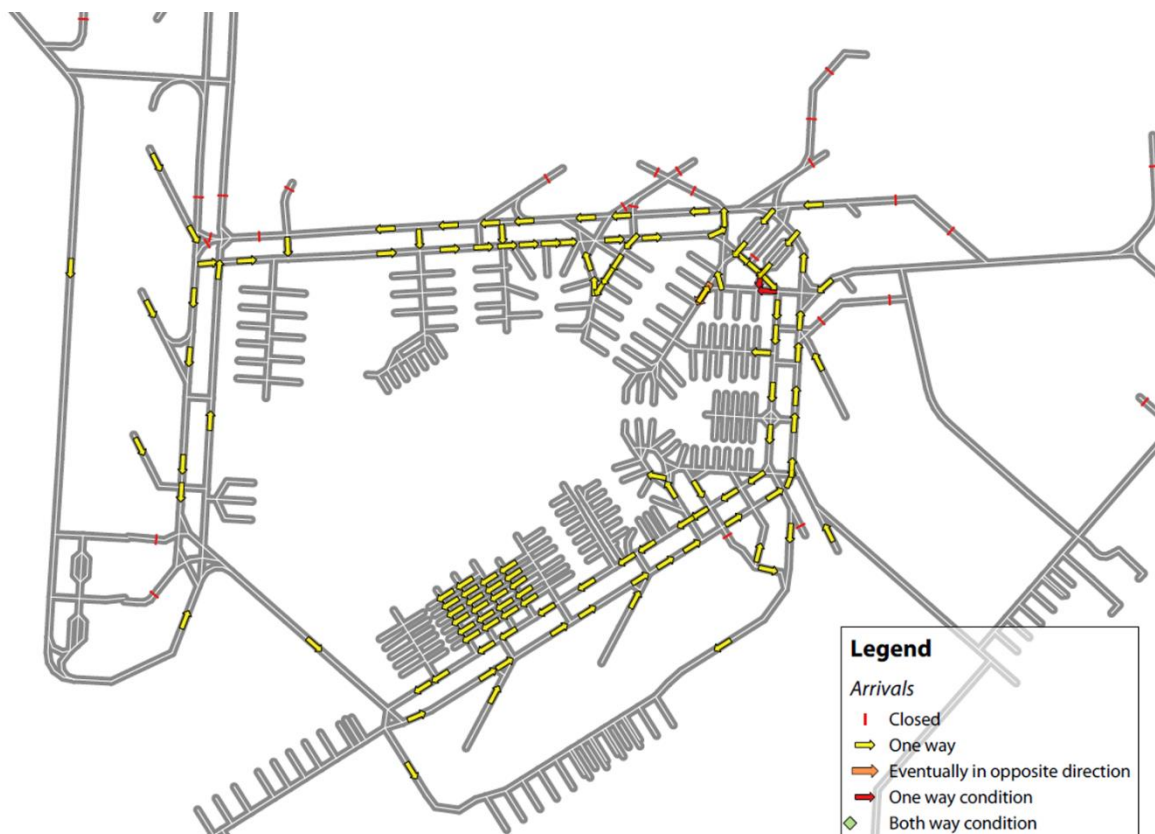 Legend
Arrivals
Closed
One way
Eventually in opposite direction
One way condition
Both way condition